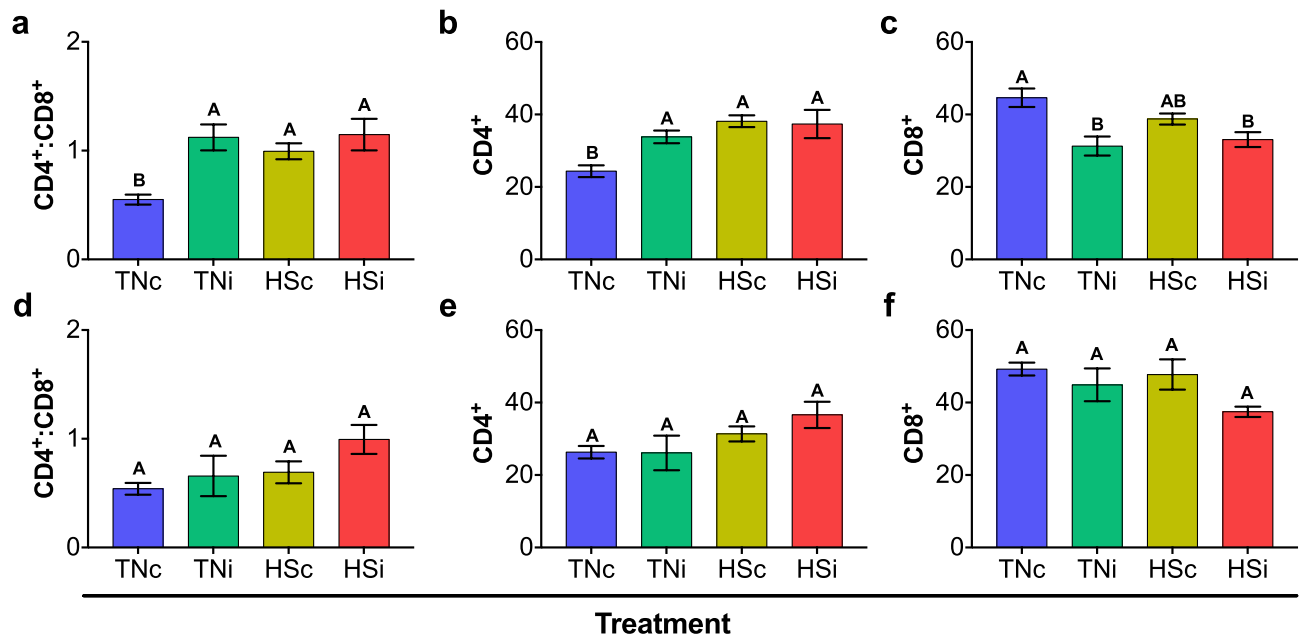 a
CD4⁺:CD8⁺
2
1
0
B
A
A
A
TNc TNi HSc HSi
b
CD4⁺
60
40
20
0
B
A
A
A
TNc TNi HSc HSi
c
CD8⁺
60
40
20
0
A
B
AB
B
TNc TNi HSc HSi
d
CD4⁺:CD8⁺
2
1
0
A
A
A
A
TNc TNi HSc HSi
e
CD4⁺
60
40
20
0
A
A
A
A
TNc TNi HSc HSi
f
CD8⁺
60
40
20
0
A
A
A
A
TNc TNi HSc HSi
Treatment